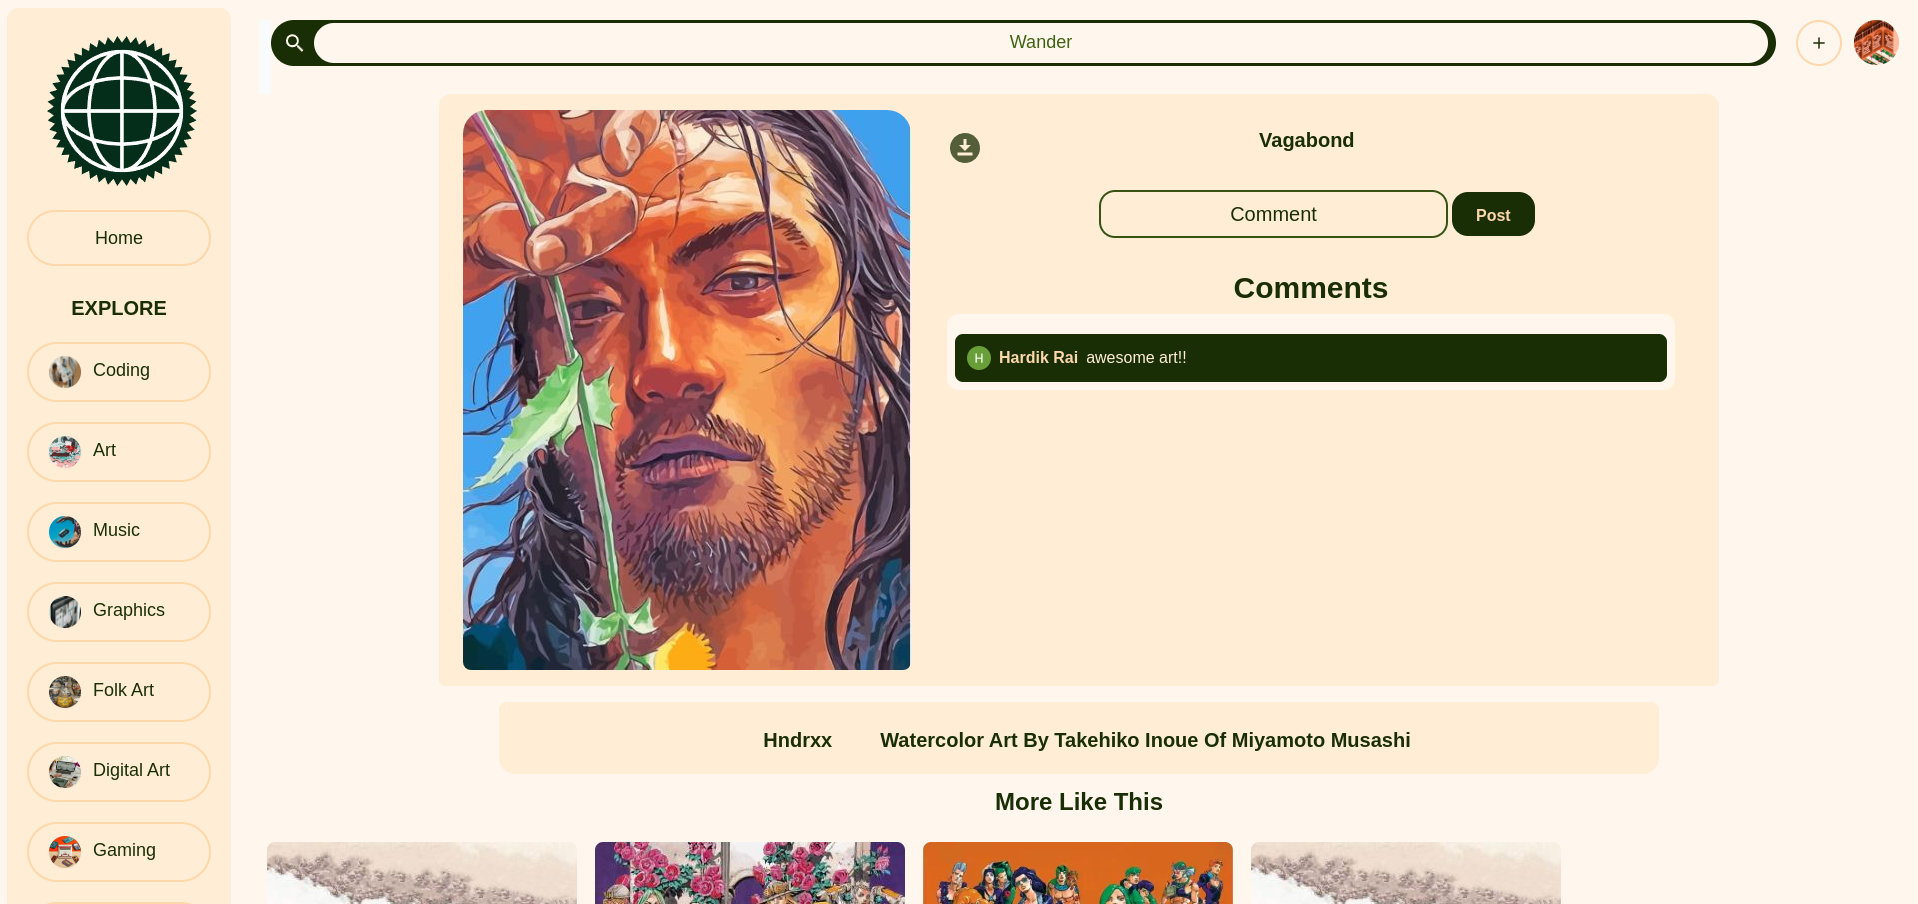 Wander
Home
EXPLORE
Coding
Art
Music
Graphics
Folk Art
Digital Art
Gaming
Vagabond
Comment
Post
Comments
H
Hardik Rai awesome art!!
Hndrxx
Watercolor Art By Takehiko Inoue Of Miyamoto Musashi
More Like This